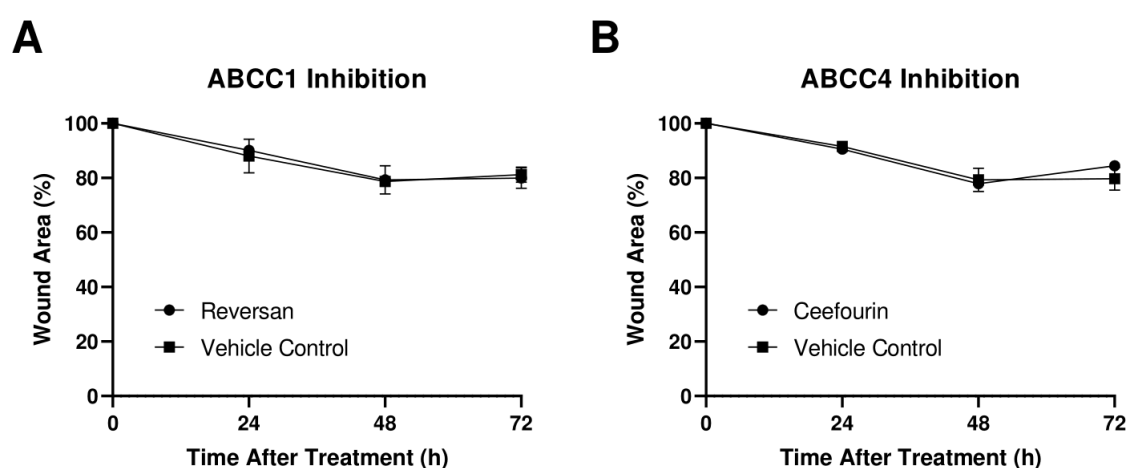 A
ABCC1 Inhibition
100
80
60
40
20
0
Wound Area (%)
Reversan
Vehicle Control
0 24 48 72
Time After Treatment (h)
B
ABCC4 Inhibition
100
80
60
40
20
0
Wound Area (%)
Ceefourin
Vehicle Control
0 24 48 72
Time After Treatment (h)